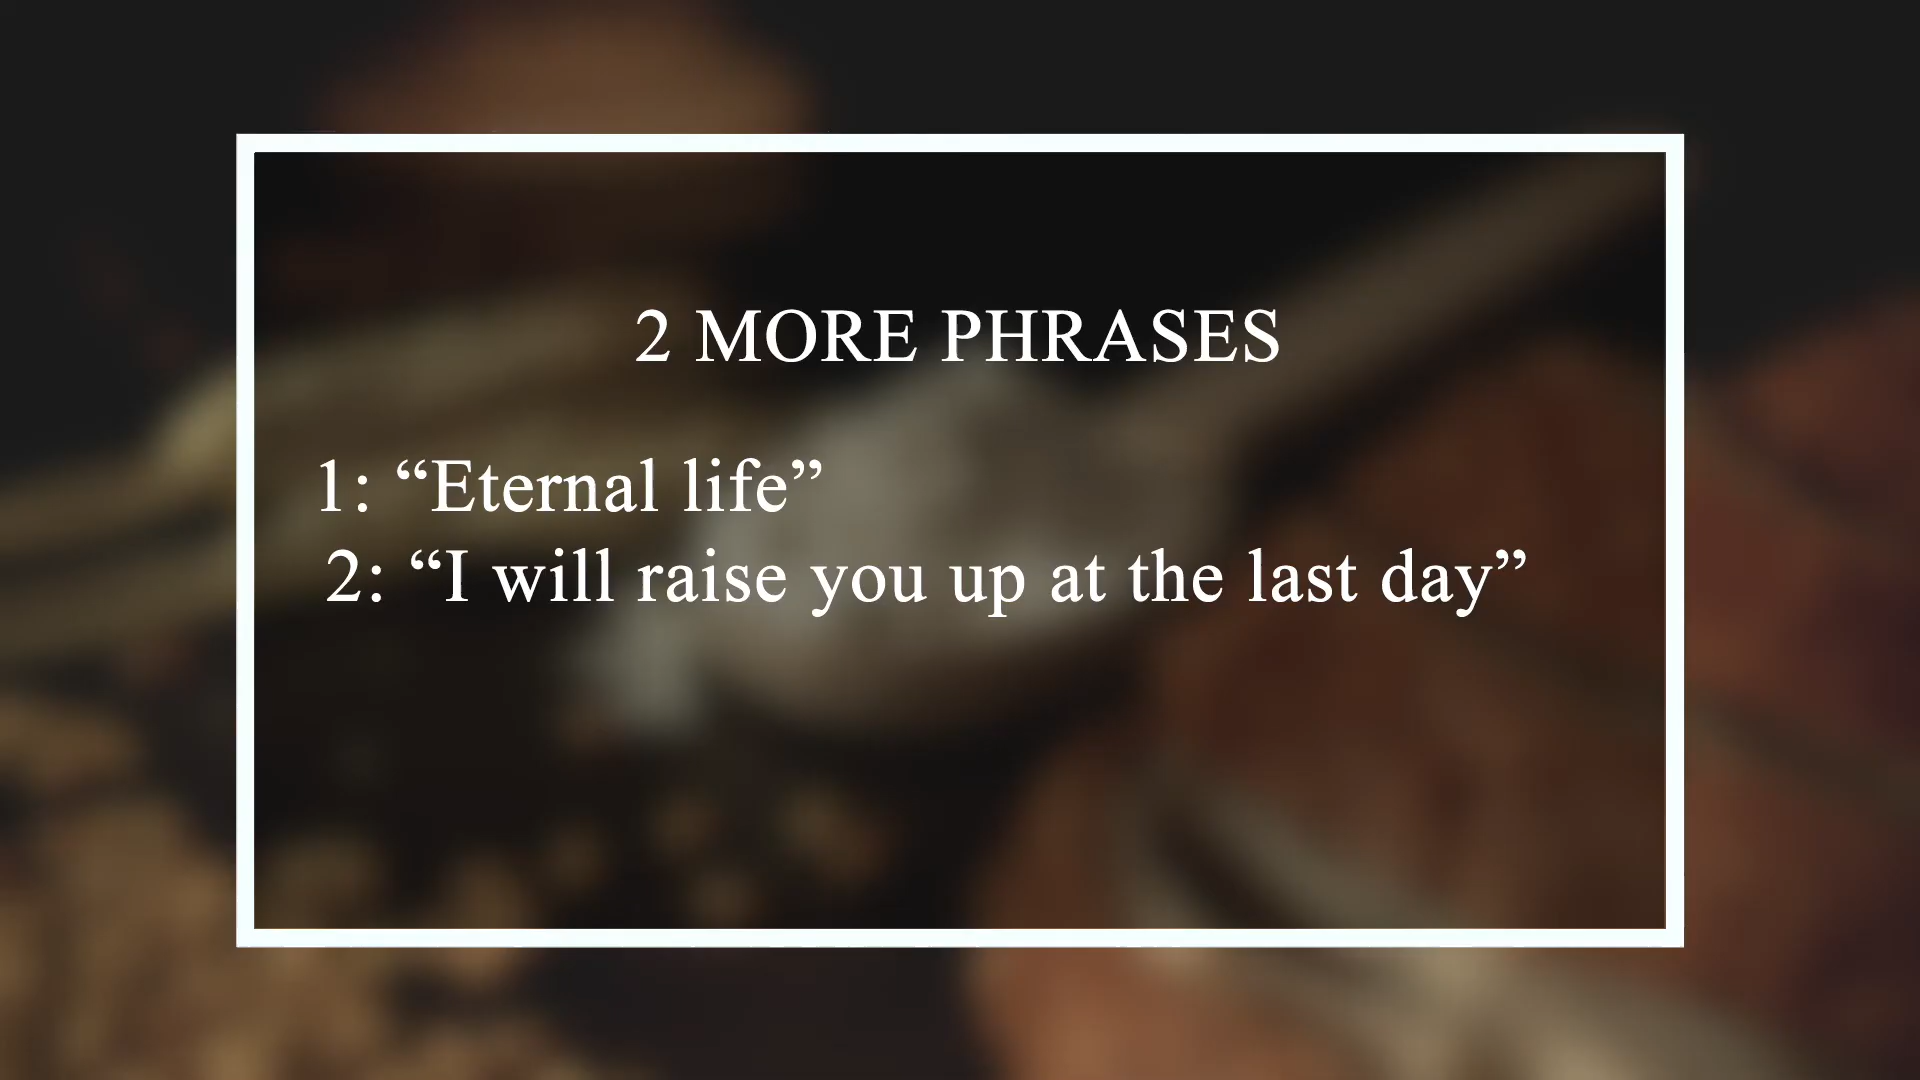 2 MORE PHRASES
1: “Eternal life”
2: “I will raise you up at the last day”